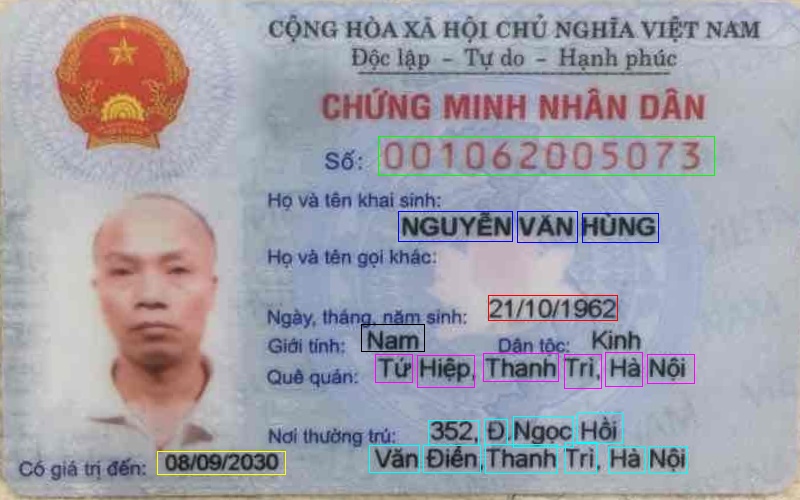 CỘNG HÒA XÃ HỘI CHỦ NGHĨA VIỆT NAM
Độc lập - Tự do - Hạnh phúc
CHỨNG MINH NHÂN DÂN
Số: 001062005073
Họ và tên khai sinh:
NGUYỄN VĂN HÙNG
Họ và tên gọi khác:
Ngày, tháng, năm sinh: 21/10/1962
Giới tính: Nam Dân tộc: Kinh
Quê quán: Tứ Hiệp, Thanh Trì, Hà Nội
Nơi thường trú: 352, Đ.Ngọc Hồi
Văn Điển, Thanh Trì, Hà Nội
Có giá trị đến: 08/09/2030